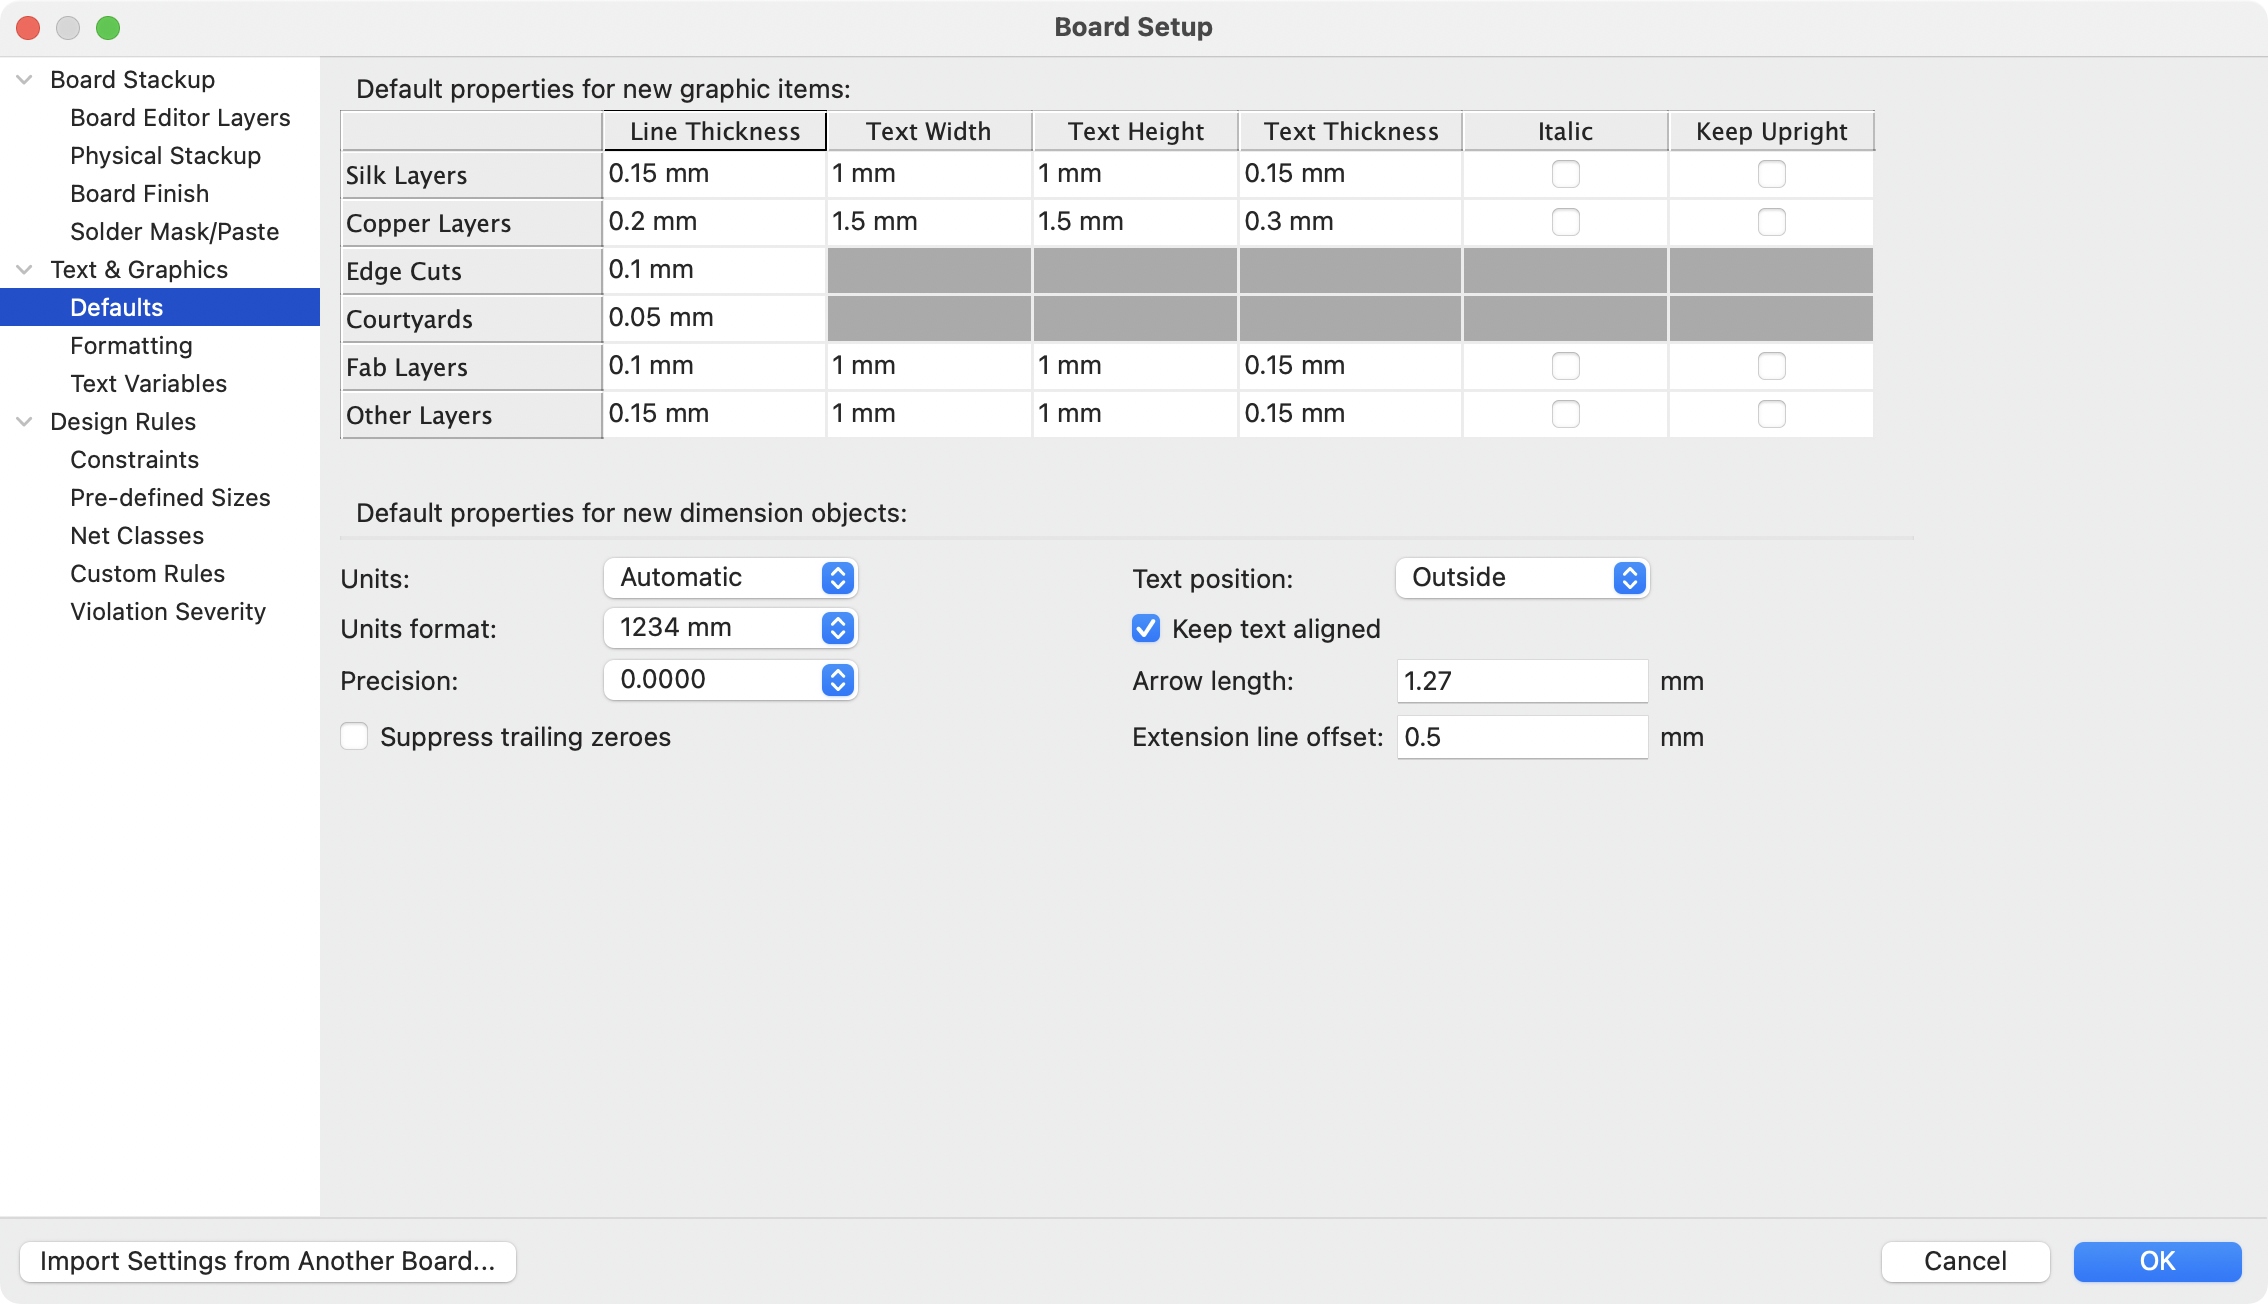 Board Setup
Board Stackup
Board Editor Layers
Physical Stackup
Board Finish
Solder Mask/Paste
Text & Graphics
Defaults
Formatting
Text Variables
Design Rules
Constraints
Pre-defined Sizes
Net Classes
Custom Rules
Violation Severity
Default properties for new graphic items:
Line Thickness Text Width Text Height Text Thickness Italic Keep Upright
Silk Layers 0.15 mm 1 mm 1 mm 0.15 mm
Copper Layers 0.2 mm 1.5 mm 1.5 mm 0.3 mm
Edge Cuts 0.1 mm
Courtyards 0.05 mm
Fab Layers 0.1 mm 1 mm 1 mm 0.15 mm
Other Layers 0.15 mm 1 mm 1 mm 0.15 mm
Default properties for new dimension objects:
Units: Automatic
Units format: 1234 mm
Precision: 0.0000
Suppress trailing zeroes
Text position: Outside
Keep text aligned
Arrow length: 1.27 mm
Extension line offset: 0.5 mm
Import Settings from Another Board...
Cancel
OK